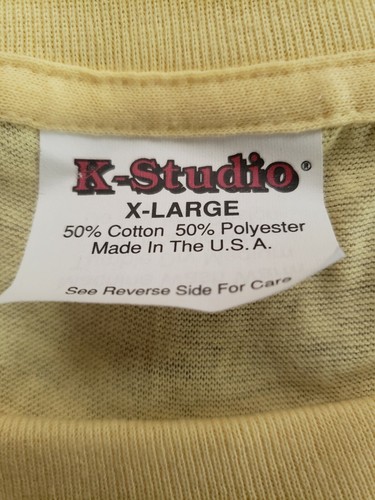 K-Studio®
X-LARGE
50% Cotton 50% Polyester
Made In The U.S.A.
See Reverse Side For Care